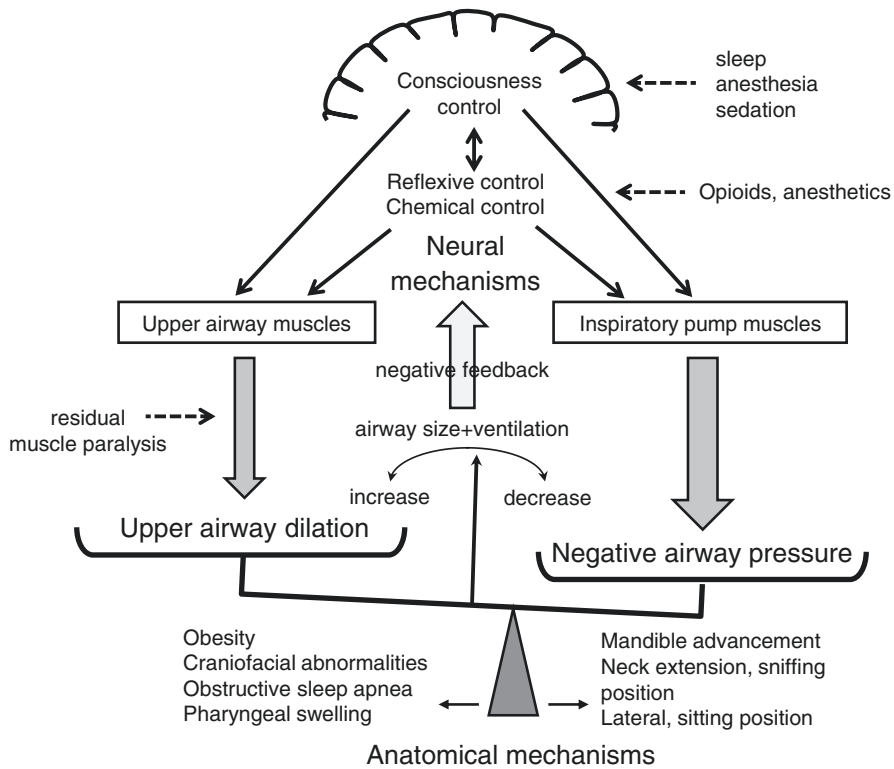 Consciousness
control
sleep
anesthesia
sedation
Reflexive control
Chemical control
Opioids, anesthetics
Neural
mechanisms
Upper airway muscles
Inspiratory pump muscles
negative feedback
residual
muscle paralysis
airway size+ventilation
increase
decrease
Upper airway dilation
Negative airway pressure
Obesity
Craniofacial abnormalities
Obstructive sleep apnea
Pharyngeal swelling
Mandible advancement
Neck extension, sniffing
position
Lateral, sitting position
Anatomical mechanisms